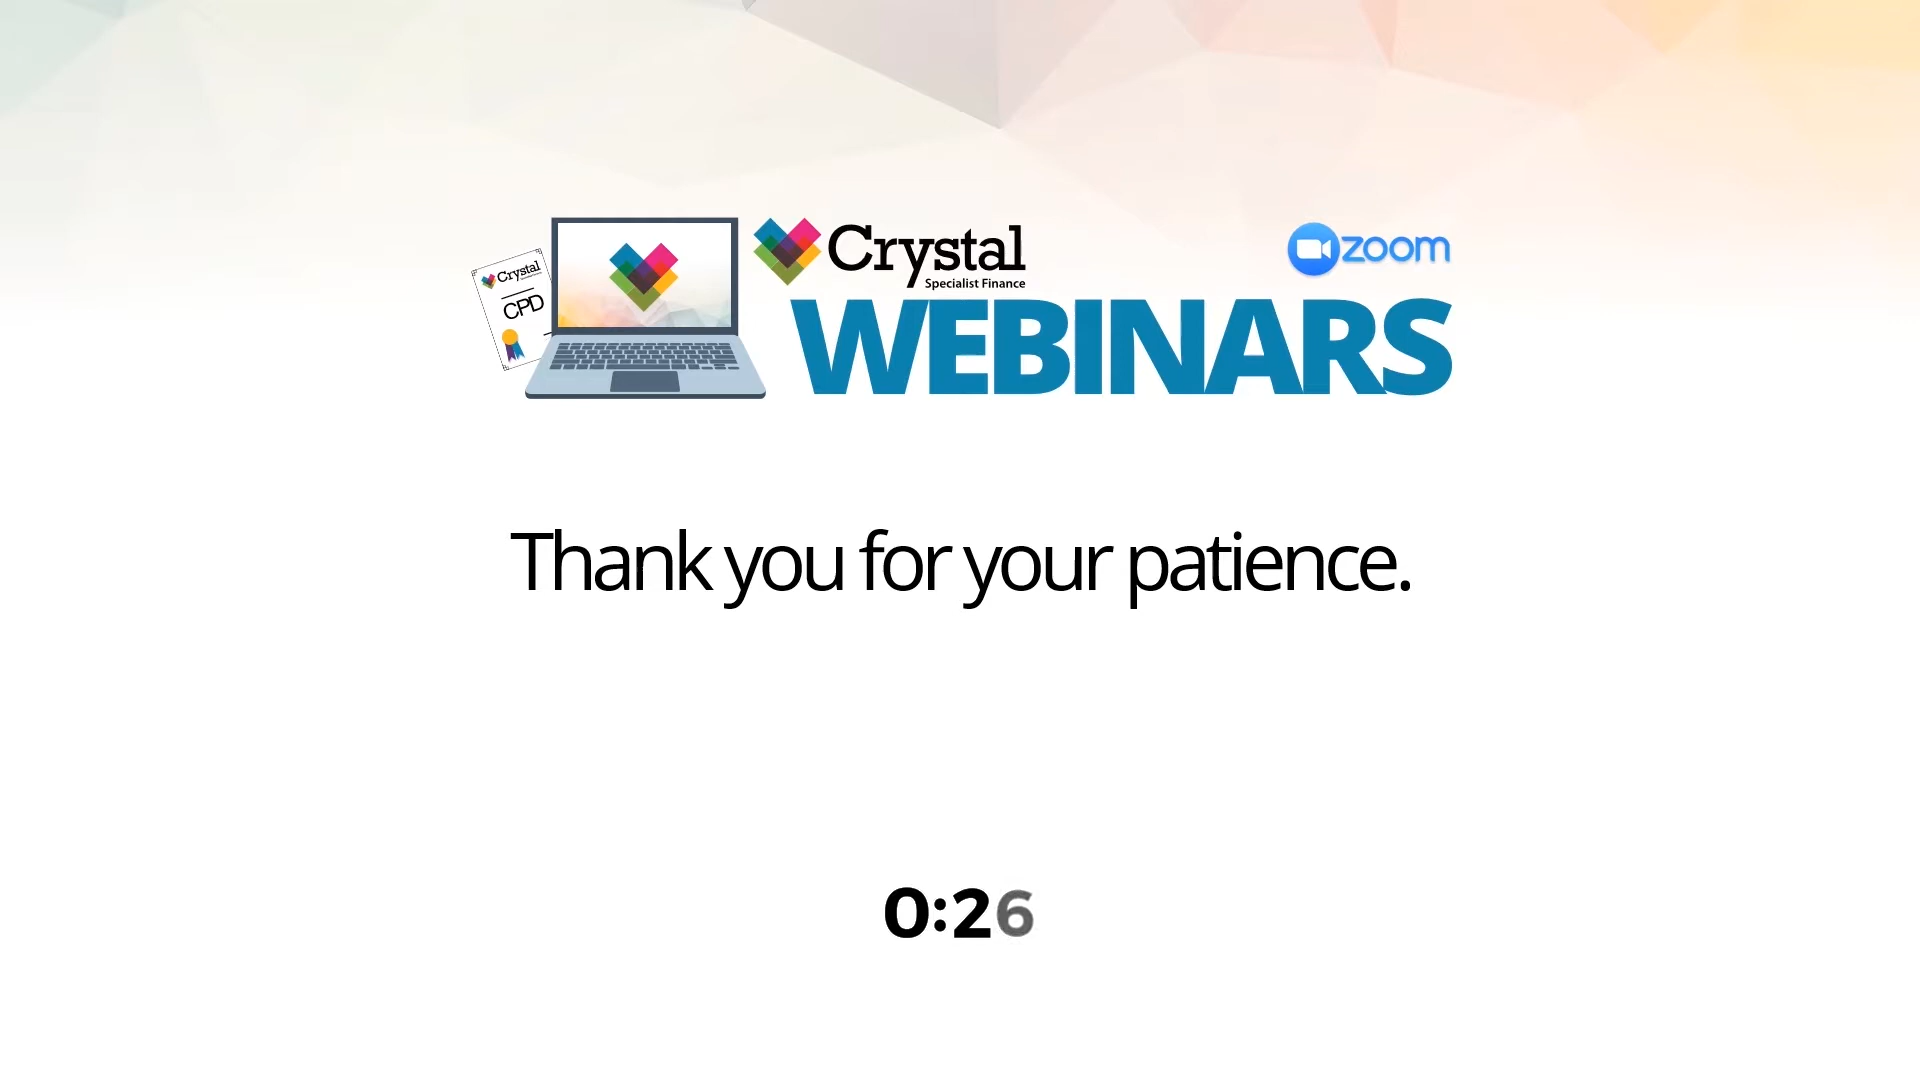 Crystal
CPD
Crystal
Specialist Finance
zoom
WEBINARS
Thank you for your patience.
0:26